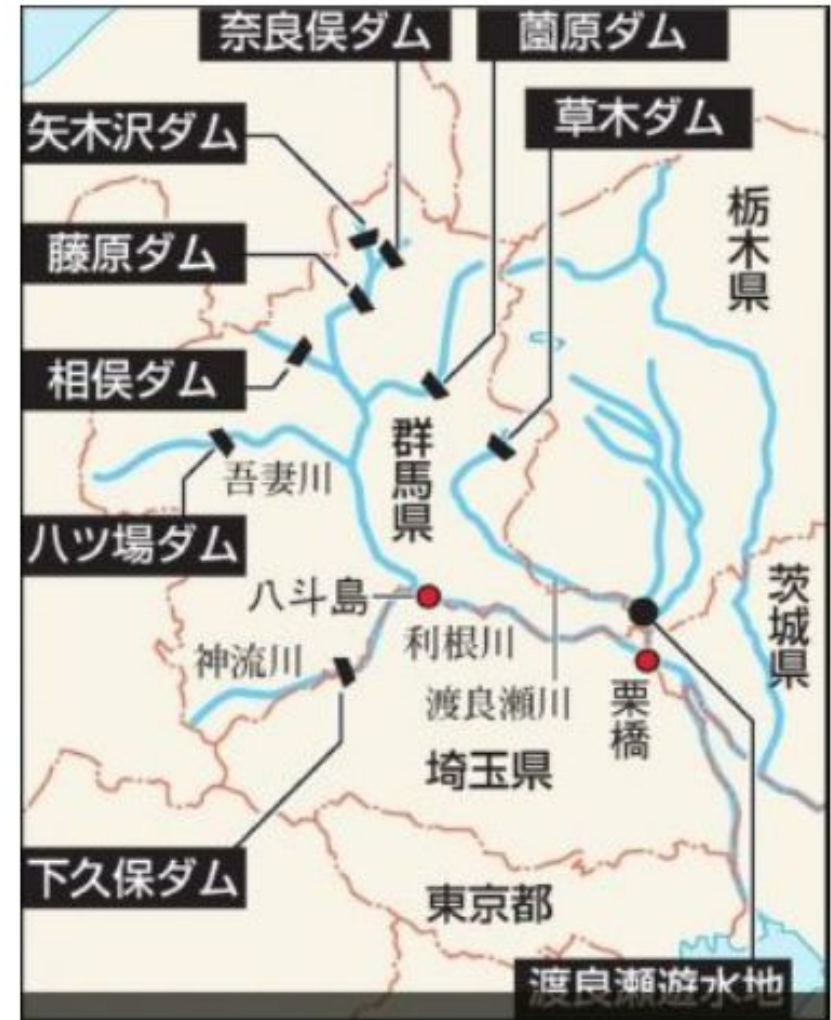 奈良俣ダム
薗原ダム
矢木沢ダム
草木ダム
藤原ダム
栃木県
相俣ダム
群馬県
吾妻川
八ツ場ダム
八斗島
茨城県
利根川
神流川
渡良瀬川
栗橋
埼玉県
下久保ダム
東京都
渡良瀬遊水地